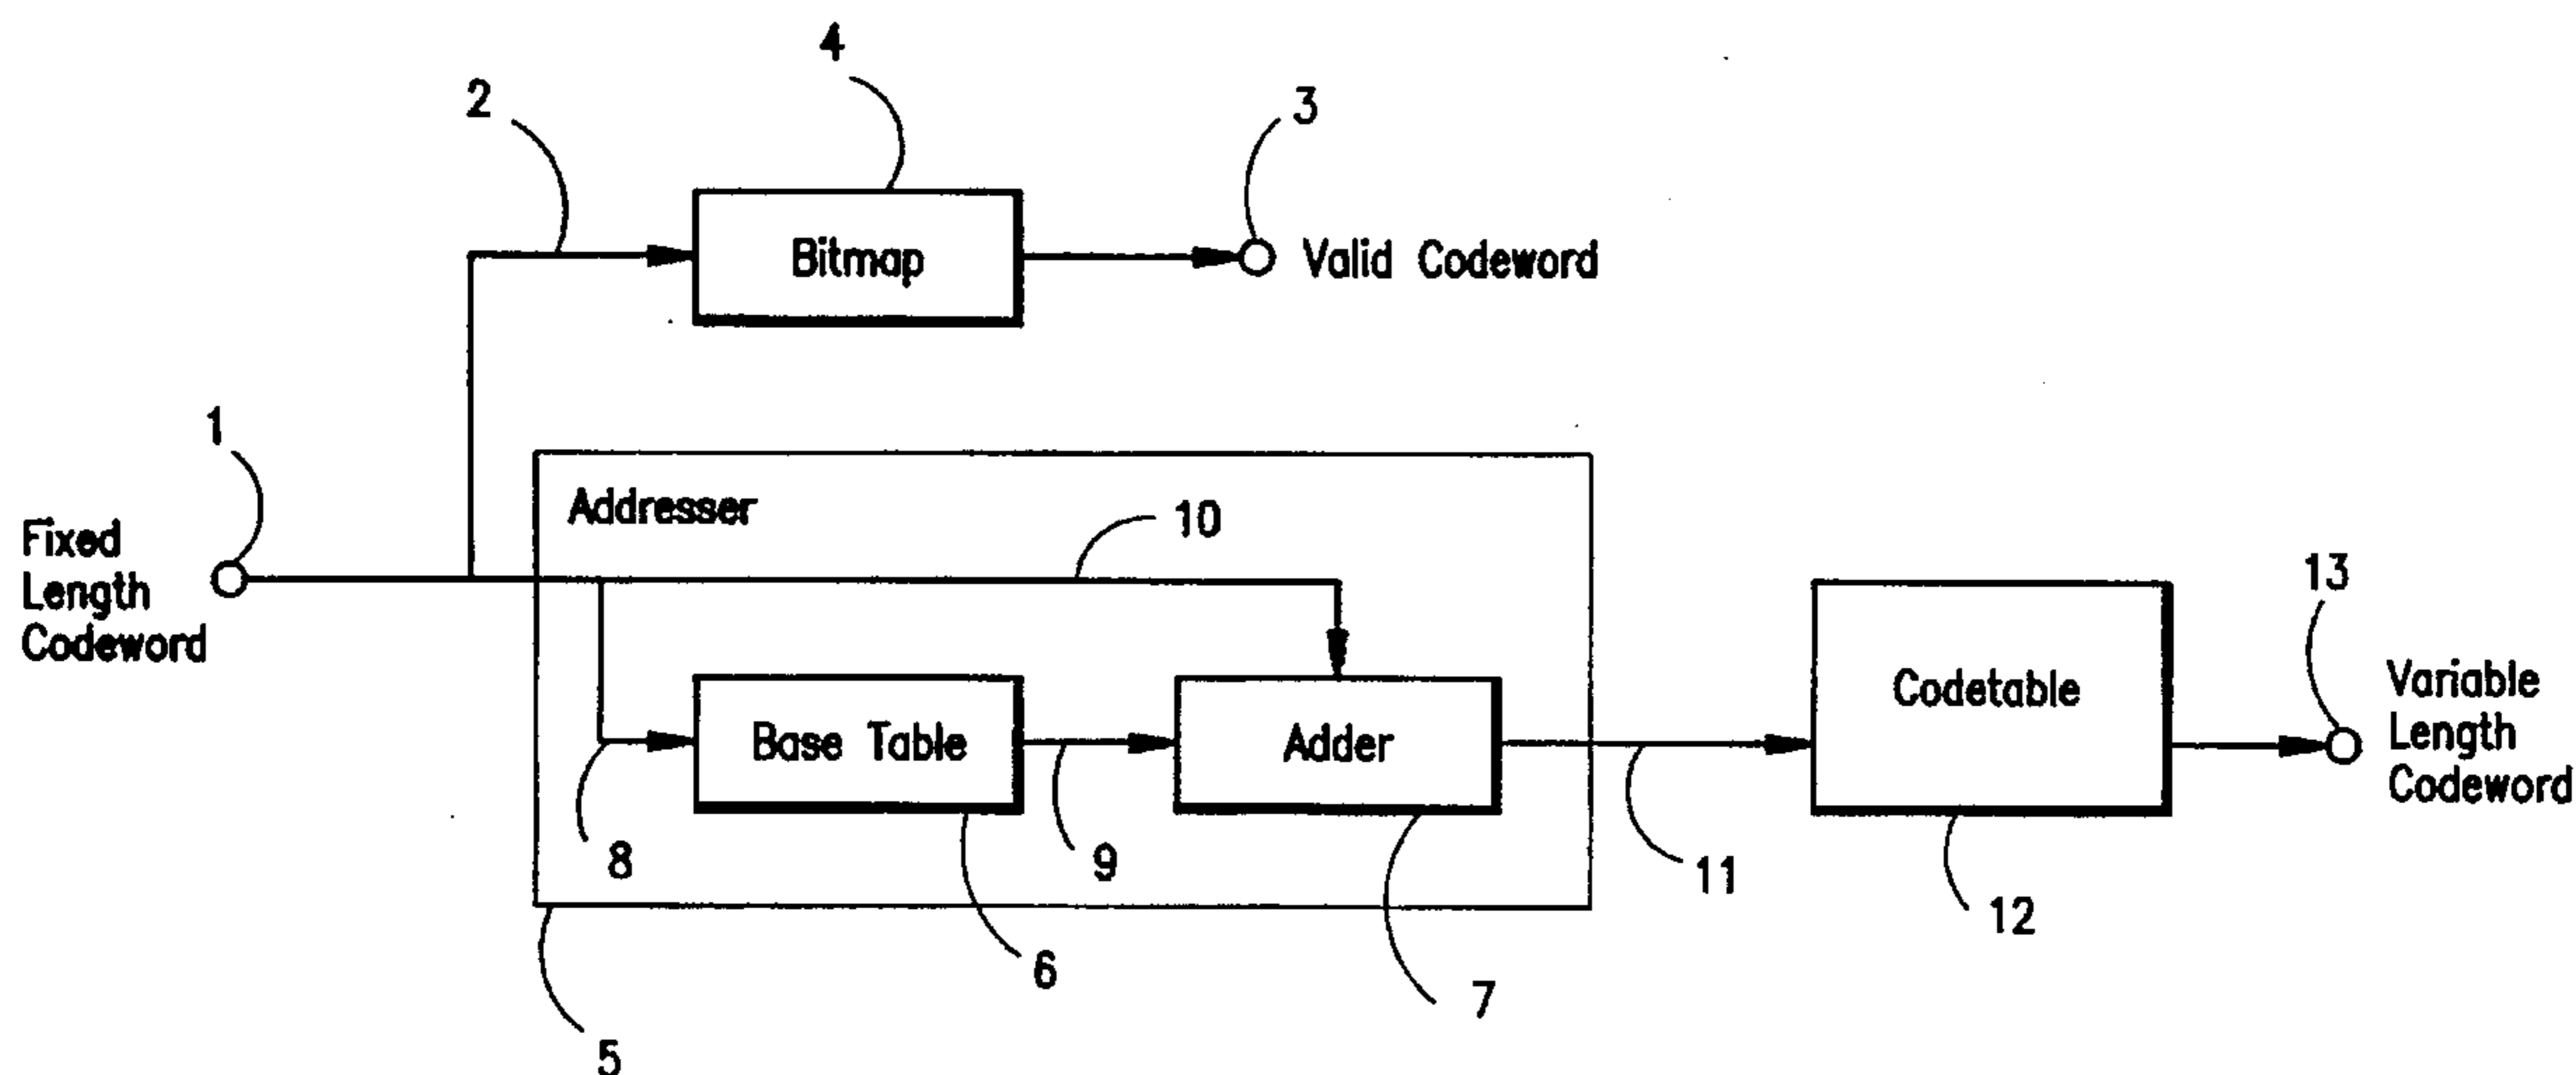 4
2
3
Bitmap
Valid Codeword
1
Addresser
10
Fixed
Length
Codeword
13
Codetable
Variable
Length
Codeword
Base Table
Adder
8
9
11
12
6
7
5